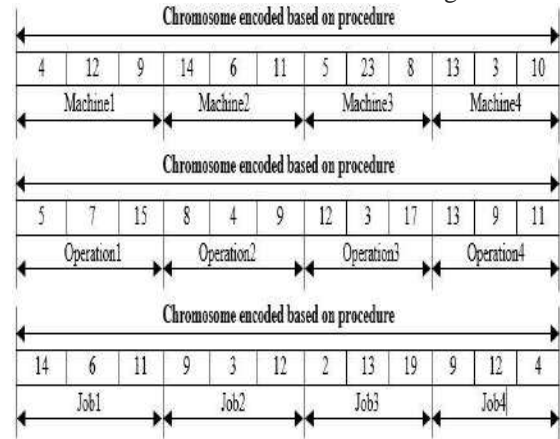 Chromosome encoded based on procedure
4 12 9 14 6 11 5 23 8 13 3 10
Machine1 Machine2 Machine3 Machine4
Chromosome encoded based on procedure
5 7 15 8 4 9 12 3 17 13 9 11
Operation1 Operation2 Operation3 Operation4
Chromosome encoded based on procedure
14 6 11 9 3 12 2 13 19 9 12 4
Job1 Job2 Job3 Job4